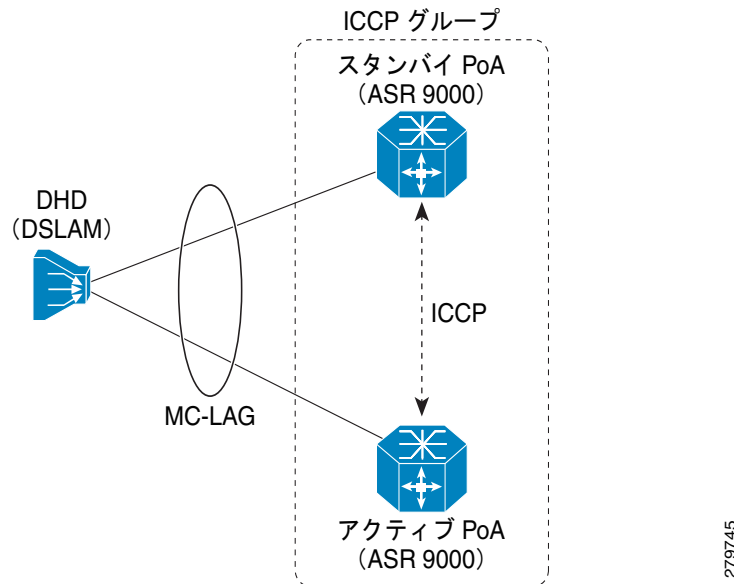 ICCP グループ
スタンバイ PoA
（ASR 9000）
DHD
（DSLAM）
ICCP
MC-LAG
アクティブ PoA
（ASR 9000）
279745